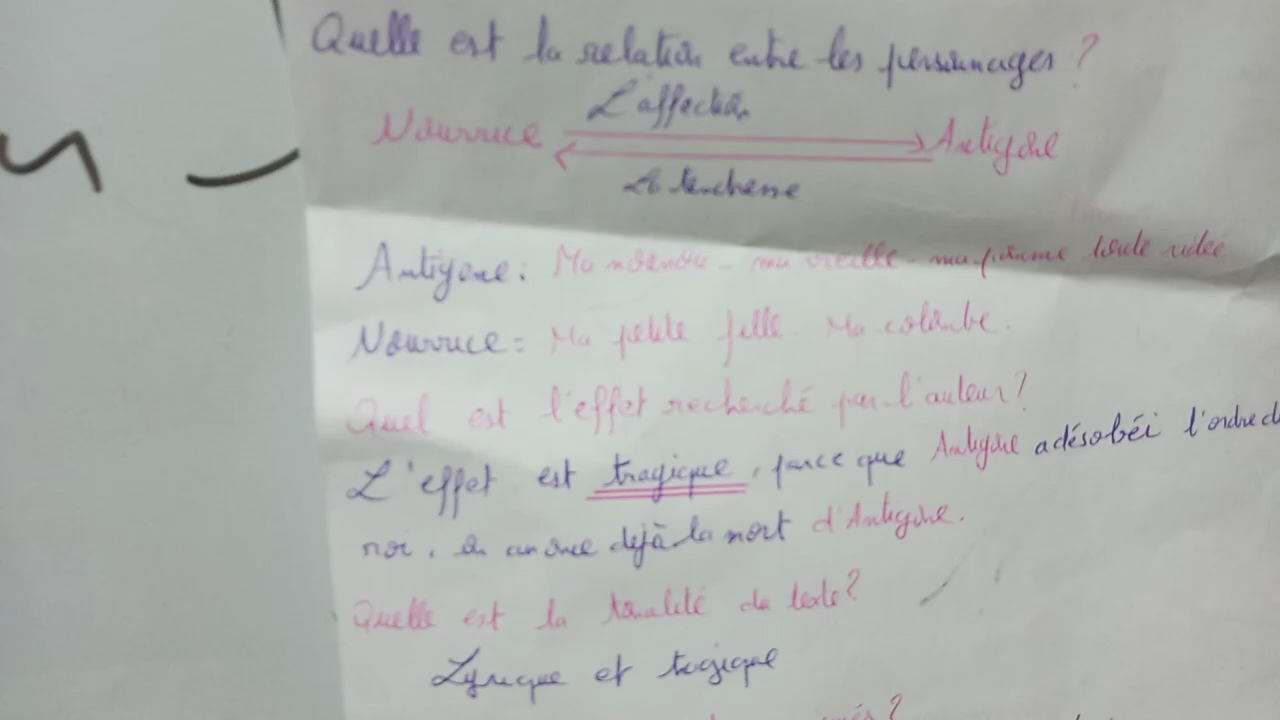 Quelle est la relation entre les personnages ?
L'affection
Nourrice Antigone
La tendresse
Antigone : Ma nounou - ma vieille - ma pomme toute ridée
Nourrice : Ma petite fille - Ma colombe.
Quel est l'effet recherché par l'auteur ?
L'effet est tragique, parce que Antigone a désobéi l'ordre d
roi, on annonce déjà la mort d'Antigone.
Quelle est la tonalité du texte ?
Lyrique et tragique
?